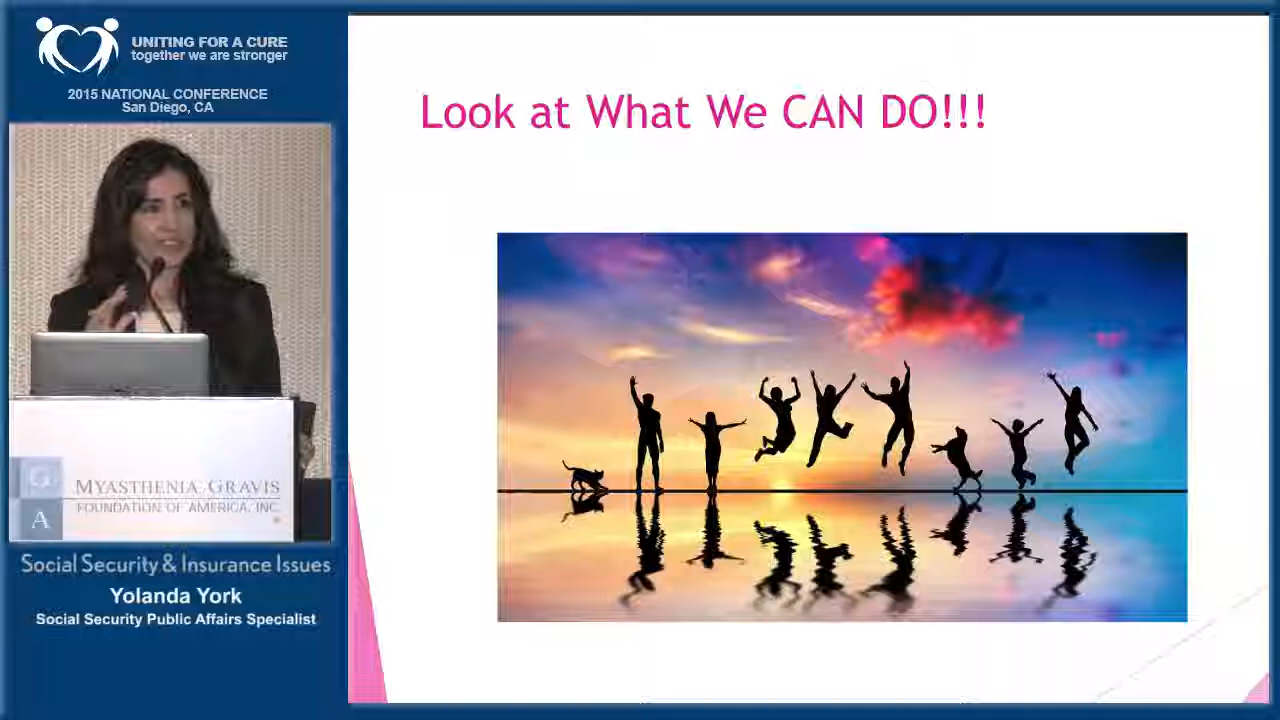 UNITING FOR A CURE
together we are stronger
2015 NATIONAL CONFERENCE
San Diego, CA
Look at What We CAN DO!!!
G
A
MYASTHENIA GRAVIS
FOUNDATION OF AMERICA, INC.
Social Security & Insurance Issues
Yolanda York
Social Security Public Affairs Specialist